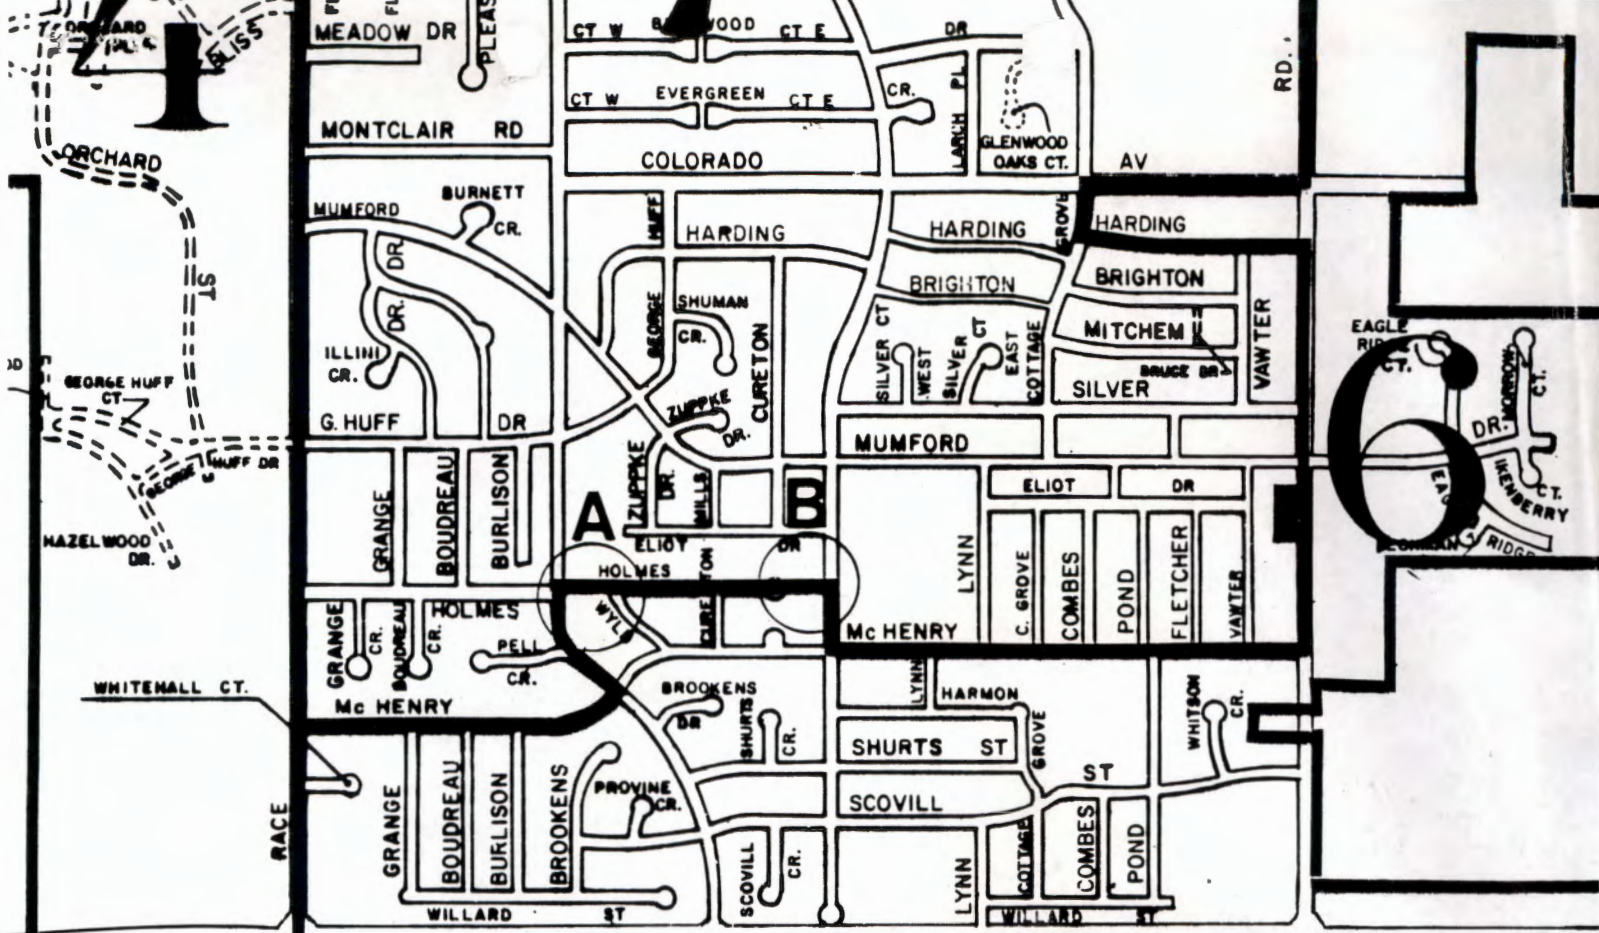 ORCHARD
BLISS
MEADOW DR
PLEAS
CT W
WOOD
CT E
DR
RD.
CT W
EVERGREEN
CT E
CR.
LARCH PL
GLENWOOD
OAKS CT.
MONTCLAIR RD
COLORADO
AV
ORCHARD
ST
MUMFORD
BURNETT
CR.
HUFF
HARDING
HARDING
GROVE
HARDING
DR.
BRIGHTON
BRIGHTON
DR.
GEORGE
SHUMAN
CR.
CURETON
SILVER CT
WEST
SILVER CT
EAST
COTTAGE
MITCHEM
BRUCE DR
VAWTER
SILVER
ILLINI
CR.
GEORGE HUFF
CT
G. HUFF DR
ZUPPKE
DR.
MUMFORD
EAGLE
CT.
MORROW
CT.
DR.
6
GEORGE HUFF DR
HAZELWOOD
DR.
GRANGE
BOUDREAU
BURLISON
ZUPPKE
DR.
MILLS
A
B
ELIOT DR
ELIOT DR
IKENBERRY
CT.
HOLMES
LYNN
C. GROVE
COMBES
POND
FLETCHER
VAWTER
GRANGE
CR.
BOUDREAU
CR.
HOLMES
PELL
CR.
WYLD
Mc HENRY
WHITEHALL CT.
Mc HENRY
BROOKENS
DR
SHURTS
CR.
LYNN
HARMON
GROVE
WHITSON
CR.
SHURTS ST
RACE
GRANGE
BOUDREAU
BURLISON
BROOKENS
PROVINE
CR.
SCOVILL
ST
SCOVILL
CR.
LYNN
COTTAGE
COMBES
POND
WILLARD ST
WILLARD ST